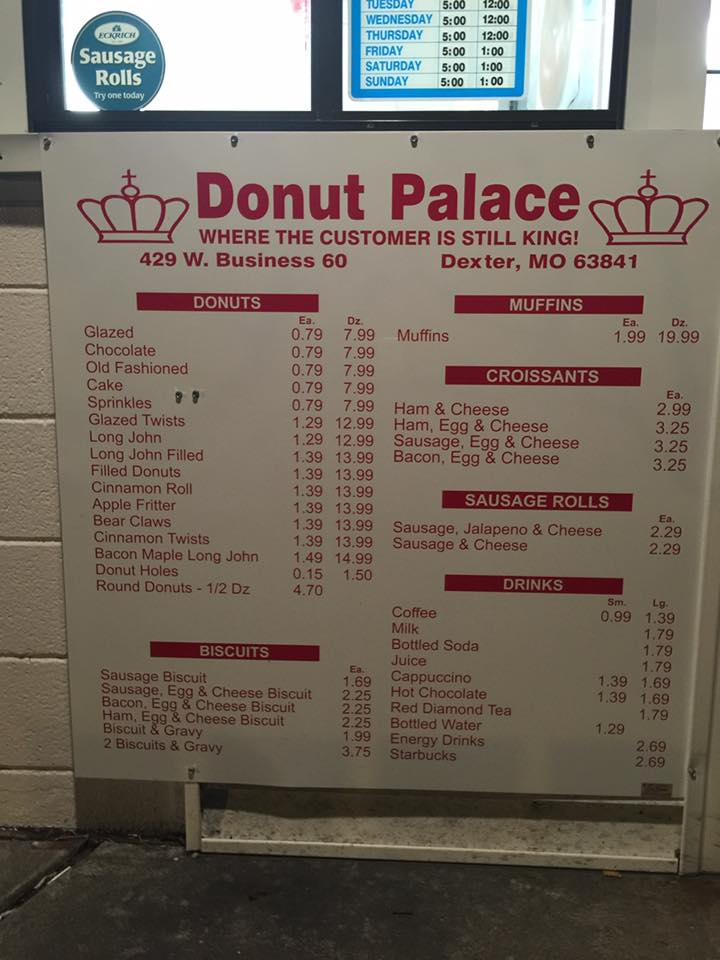 ECKRICH
Sausage
Rolls
Try one today
TUESDAY 5:00 12:00
WEDNESDAY 5:00 12:00
THURSDAY 5:00 12:00
FRIDAY 5:00 1:00
SATURDAY 5:00 1:00
SUNDAY 5:00 1:00
Donut Palace
WHERE THE CUSTOMER IS STILL KING!
429 W. Business 60 Dexter, MO 63841
DONUTS
Ea. Dz.
Glazed 0.79 7.99
Chocolate 0.79 7.99
Old Fashioned 0.79 7.99
Cake 0.79 7.99
Sprinkles 0.79 7.99
Glazed Twists 1.29 12.99
Long John 1.29 12.99
Long John Filled 1.39 13.99
Filled Donuts 1.39 13.99
Cinnamon Roll 1.39 13.99
Apple Fritter 1.39 13.99
Bear Claws 1.39 13.99
Cinnamon Twists 1.39 13.99
Bacon Maple Long John 1.49 14.99
Donut Holes 0.15 1.50
Round Donuts - 1/2 Dz 4.70
BISCUITS
Ea.
Sausage Biscuit 1.69
Sausage, Egg & Cheese Biscuit 2.25
Bacon, Egg & Cheese Biscuit 2.25
Ham, Egg & Cheese Biscuit 2.25
Biscuit & Gravy 1.99
2 Biscuits & Gravy 3.75
MUFFINS
Ea. Dz.
Muffins 1.99 19.99
CROISSANTS
Ea.
Ham & Cheese 2.99
Ham, Egg & Cheese 3.25
Sausage, Egg & Cheese 3.25
Bacon, Egg & Cheese 3.25
SAUSAGE ROLLS
Ea.
Sausage, Jalapeno & Cheese 2.29
Sausage & Cheese 2.29
DRINKS
Sm. Lg.
Coffee 0.99 1.39
Milk 1.79
Bottled Soda 1.79
Juice 1.79
Cappuccino 1.39 1.69
Hot Chocolate 1.39 1.69
Red Diamond Tea 1.79
Bottled Water 1.29
Energy Drinks 2.69
Starbucks 2.69